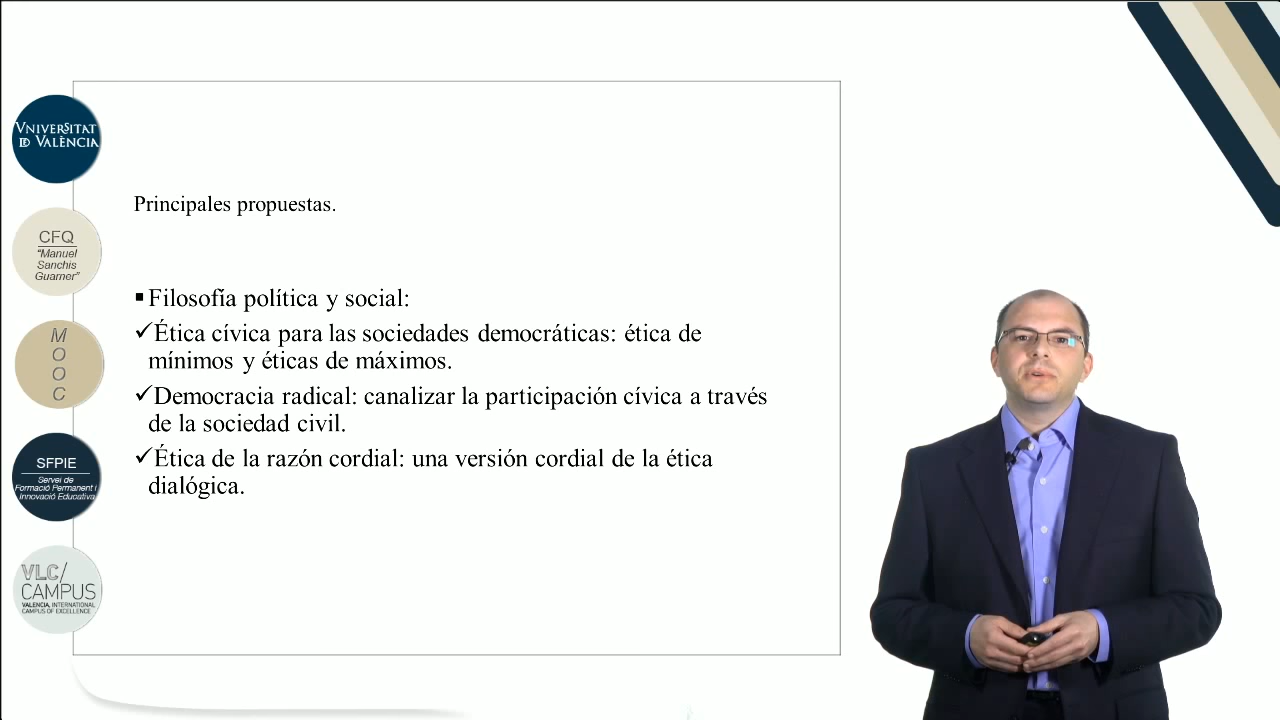 VNIVERSITAT
ID VALÈNCIA
CFQ
"Manuel
Sanchis
Guarner"
M
O
O
C
SFPIE
Servei de
Formació Permanent i
Innovació Educativa
VLC/
CAMPUS
VALENCIA, INTERNATIONAL
CAMPUS OF EXCELLENCE
Principales propuestas.
▪ Filosofía política y social:
✓Ética cívica para las sociedades democráticas: ética de
mínimos y éticas de máximos.
✓Democracia radical: canalizar la participación cívica a través
de la sociedad civil.
✓Ética de la razón cordial: una versión cordial de la ética
dialógica.